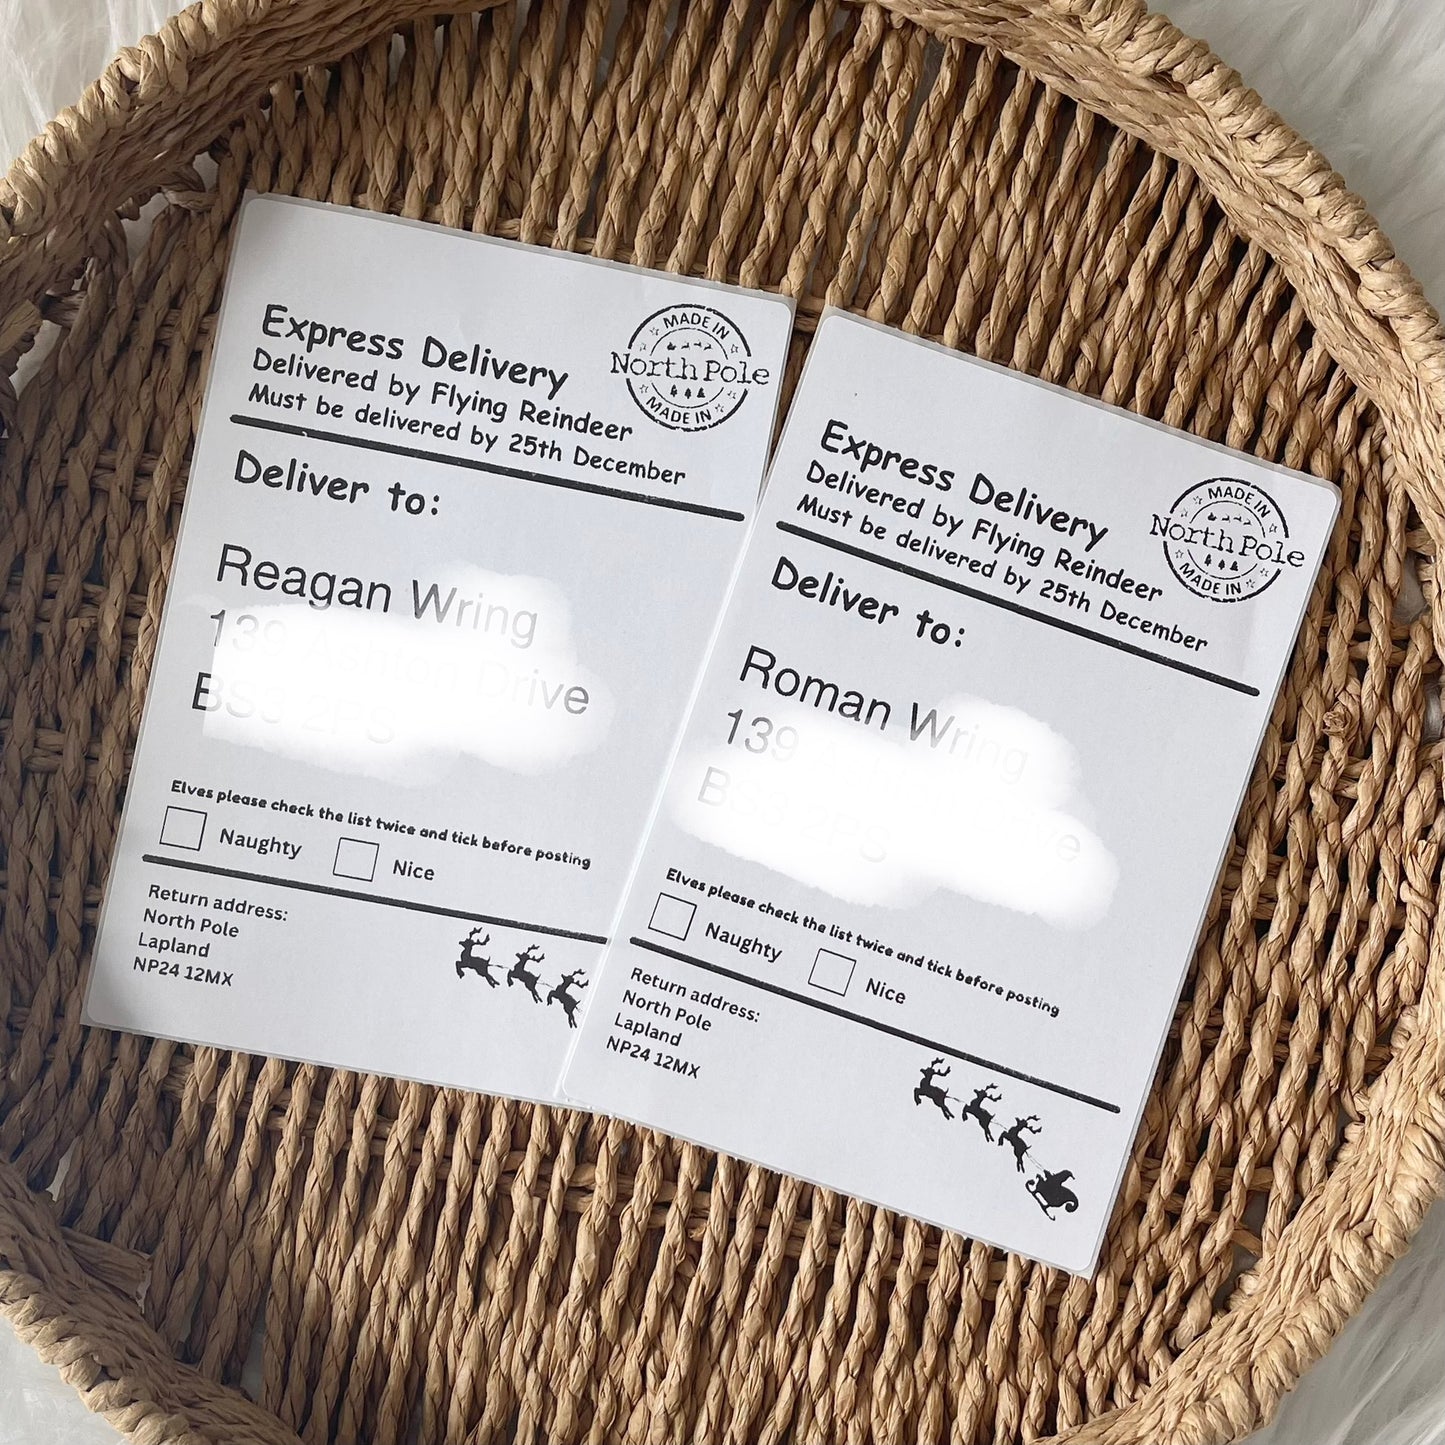 Express Delivery
Delivered by Flying Reindeer
Must be delivered by 25th December
MADE IN
North Pole
MADE IN
Deliver to:
Reagan Wring
Elves please check the list twice and tick before posting
Naughty Nice
Return address:
North Pole
Lapland
NP24 12MX
Express Delivery
Delivered by Flying Reindeer
Must be delivered by 25th December
MADE IN
North Pole
MADE IN
Deliver to:
Roman Wring
Elves please check the list twice and tick before posting
Naughty Nice
Return address:
North Pole
Lapland
NP24 12MX